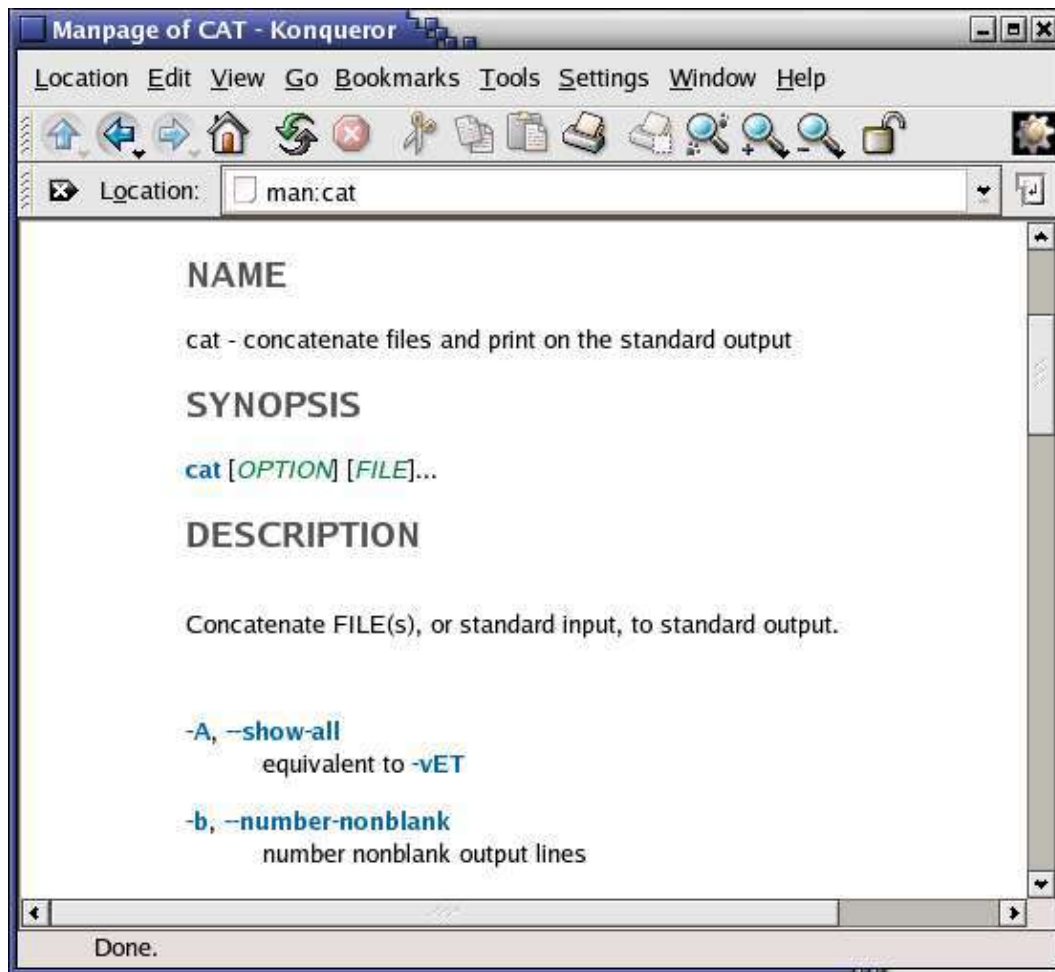 Manpage of CAT - Konqueror
Location Edit View Go Bookmarks Tools Settings Window Help
Location: man:cat
NAME
cat - concatenate files and print on the standard output
SYNOPSIS
cat [OPTION] [FILE]...
DESCRIPTION
Concatenate FILE(s), or standard input, to standard output.
-A, --show-all
equivalent to -vET
-b, --number-nonblank
number nonblank output lines
Done.